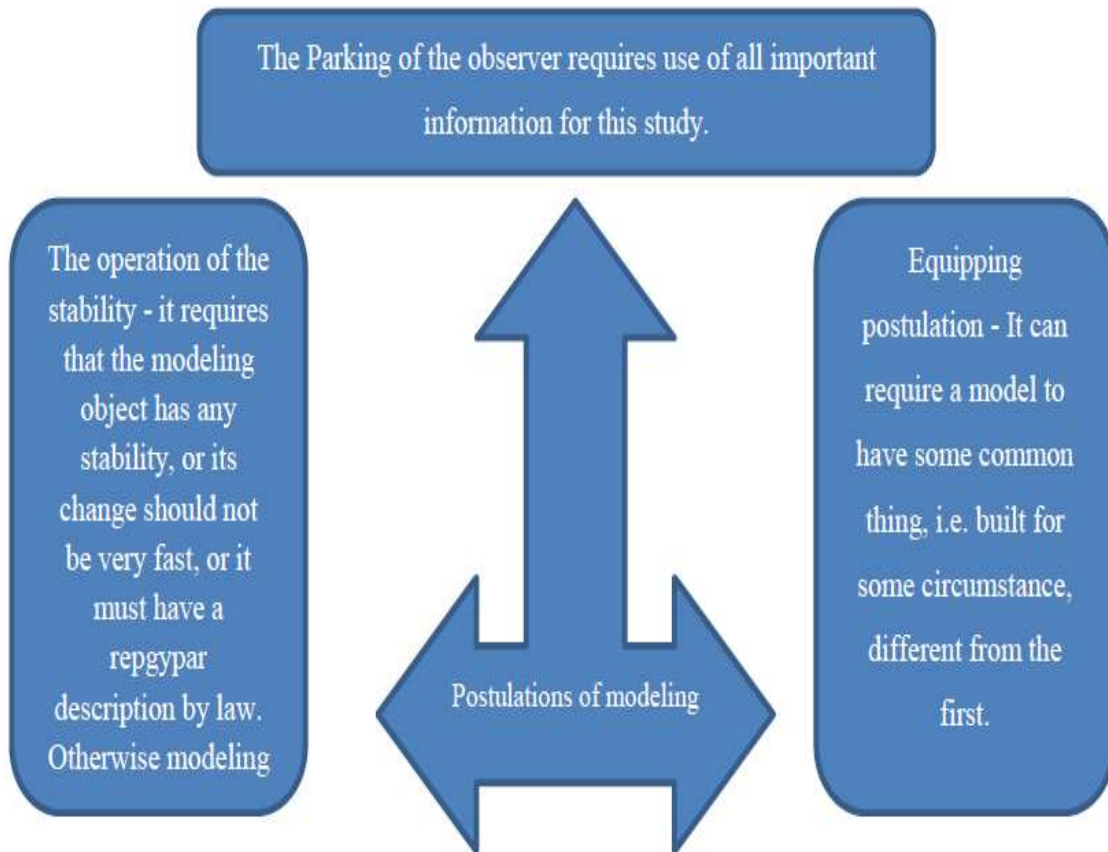 The Parking of the observer requires use of all important
information for this study.
The operation of the
stability - it requires
that the modeling
object has any
stability, or its
change should not
be very fast, or it
must have a
repgypar
description by law.
Otherwise modeling
Equipping
postulation - It can
require a model to
have some common
thing, i.e. built for
some circumstance,
different from the
first.
Postulations of modeling